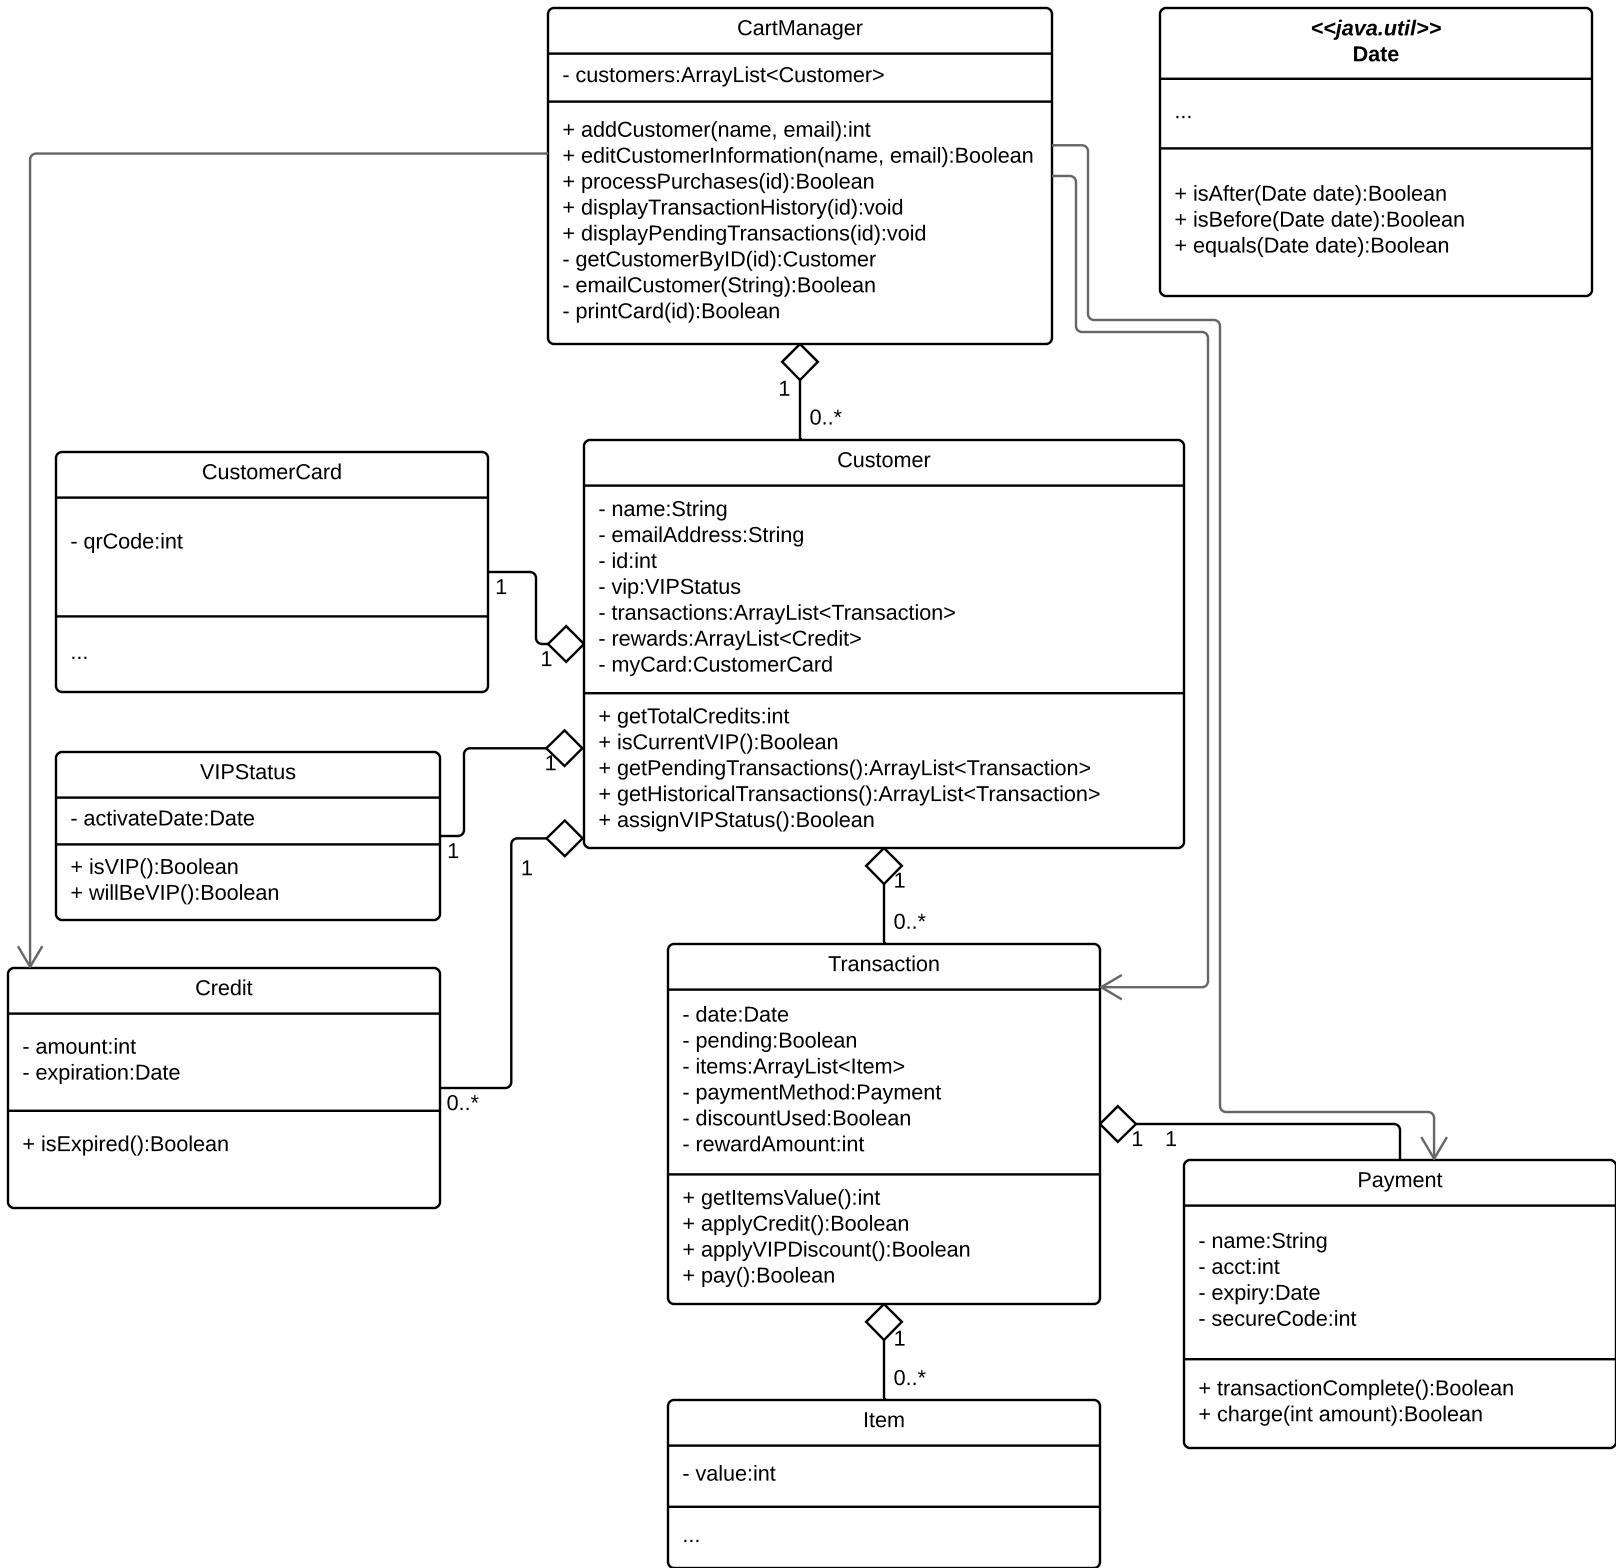 CartManager
- customers:ArrayList<Customer>
+ addCustomer(name, email):int
+ editCustomerInformation(name, email):Boolean
+ processPurchases(id):Boolean
+ displayTransactionHistory(id):void
+ displayPendingTransactions(id):void
- getCustomerByID(id):Customer
- emailCustomer(String):Boolean
- printCard(id):Boolean
<<java.util>>
Date
...
+ isAfter(Date date):Boolean
+ isBefore(Date date):Boolean
+ equals(Date date):Boolean
1
0..*
CustomerCard
- qrCode:int
...
1
1
Customer
- name:String
- emailAddress:String
- id:int
- vip:VIPStatus
- transactions:ArrayList<Transaction>
- rewards:ArrayList<Credit>
- myCard:CustomerCard
+ getTotalCredits:int
+ isCurrentVIP():Boolean
+ getPendingTransactions():ArrayList<Transaction>
+ getHistoricalTransactions():ArrayList<Transaction>
+ assignVIPStatus():Boolean
VIPStatus
- activateDate:Date
+ isVIP():Boolean
+ willBeVIP():Boolean
1
1
1
1
0..*
Credit
- amount:int
- expiration:Date
+ isExpired():Boolean
0..*
Transaction
- date:Date
- pending:Boolean
- items:ArrayList<Item>
- paymentMethod:Payment
- discountUsed:Boolean
- rewardAmount:int
+ getItemsValue():int
+ applyCredit():Boolean
+ applyVIPDiscount():Boolean
+ pay():Boolean
1 1
Payment
- name:String
- acct:int
- expiry:Date
- secureCode:int
+ transactionComplete():Boolean
+ charge(int amount):Boolean
1
0..*
Item
- value:int
...